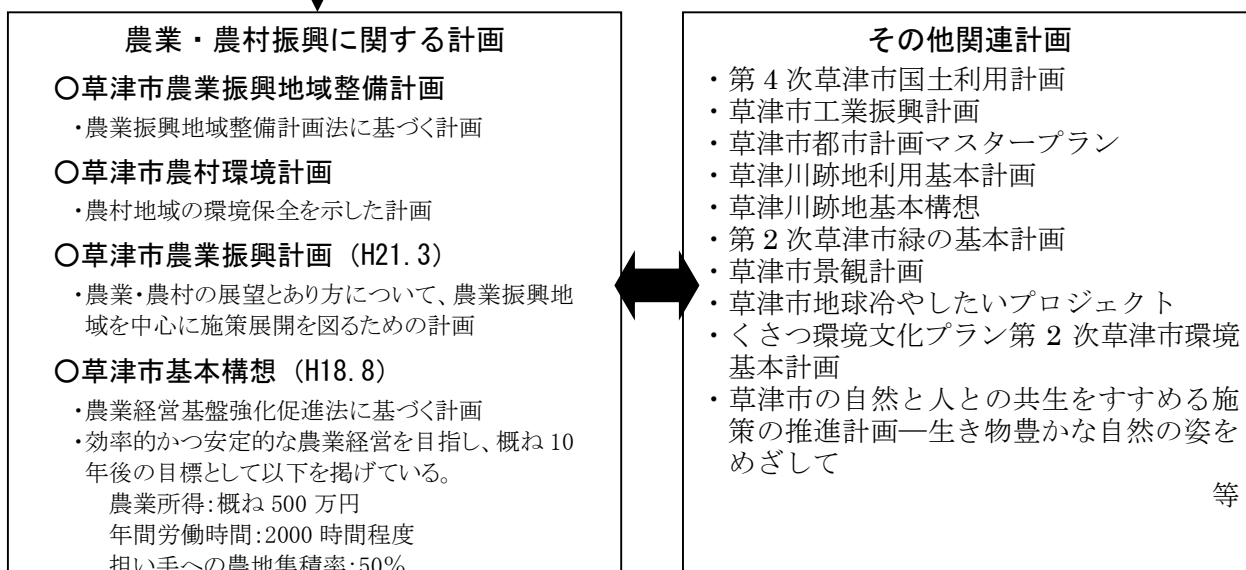 農業・農村振興に関する計画
〇草津市農業振興地域整備計画
・農業振興地域整備計画法に基づく計画
〇草津市農村環境計画
・農村地域の環境保全を示した計画
〇草津市農業振興計画（H21.3）
・農業・農村の展望とあり方について、農業振興地
域を中心に施策展開を図るための計画
〇草津市基本構想（H18.8）
・農業経営基盤強化促進法に基づく計画
・効率的かつ安定的な農業経営を目指し、概ね 10
年後の目標として以下を掲げている。
農業所得：概ね 500 万円
年間労働時間：2000 時間程度
担い手への農地集積率：50%
その他関連計画
・第 4 次草津市国土利用計画
・草津市工業振興計画
・草津市都市計画マスタープラン
・草津川跡地利用基本計画
・草津川跡地基本構想
・第 2 次草津市緑の基本計画
・草津市景観計画
・草津市地球冷やしたいプロジェクト
・くさつ環境文化プラン第 2 次草津市環境
基本計画
・草津市の自然と人との共生をすすめる施
策の推進計画―生き物豊かな自然の姿を
めざして
等